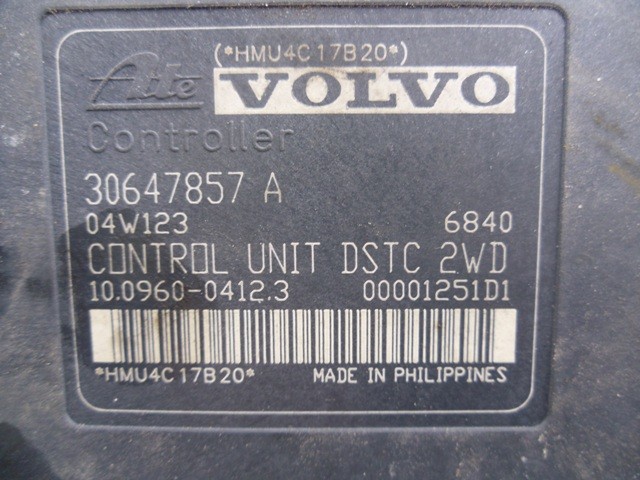 (*HMU4C17B20*)
Ate VOLVO
Controller
30647857 A
04W123 6840
CONTROL UNIT DSTC 2WD
10.0960-0412.3 00001251D1
*HMU4C17B20* MADE IN PHILIPPINES